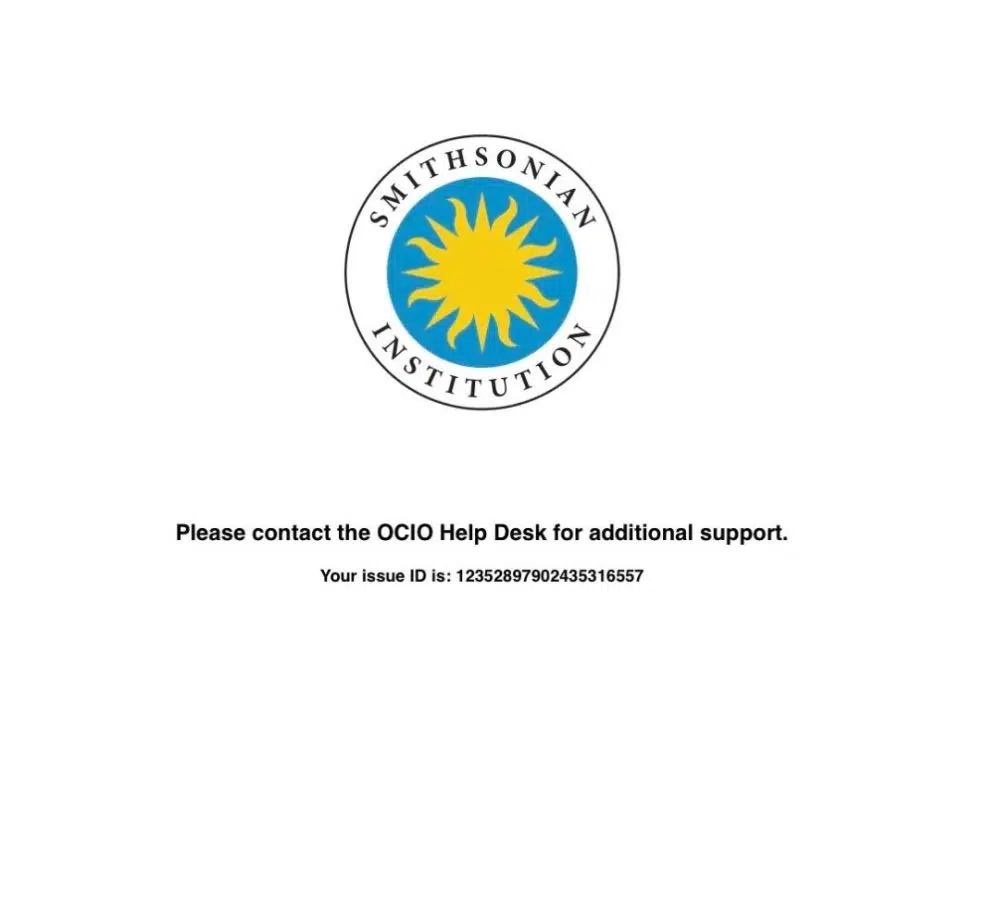 SMITHSONIAN
INSTITUTION
Please contact the OCIO Help Desk for additional support.
Your issue ID is: 12352897902435316557